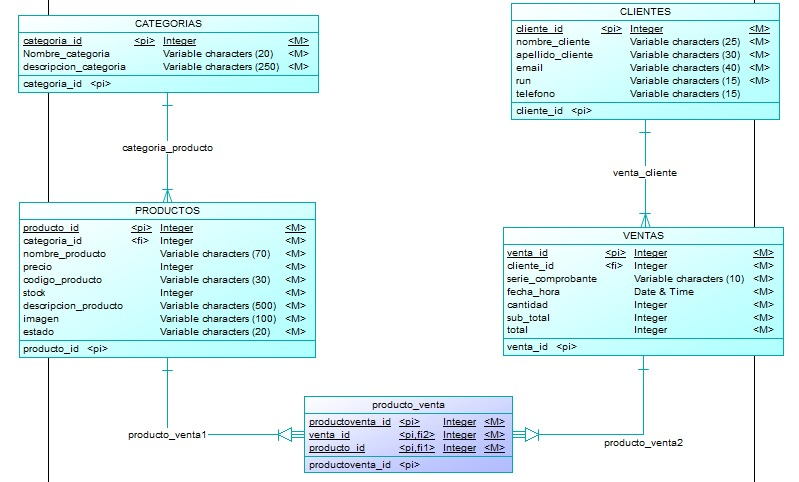 CATEGORIAS
categoria_id <pi> Integer <M>
Nombre_categoria Variable characters (20) <M>
descripcion_categoria Variable characters (250) <M>
categoria_id <pi>
CLIENTES
cliente_id <pi> Integer <M>
nombre_cliente Variable characters (25) <M>
apellido_cliente Variable characters (30) <M>
email Variable characters (40) <M>
run Variable characters (15) <M>
telefono Variable characters (15)
cliente_id <pi>
categoria_producto
venta_cliente
PRODUCTOS
producto_id <pi> Integer <M>
categoria_id <fi> Integer <M>
nombre_producto Variable characters (70) <M>
precio Integer <M>
codigo_producto Variable characters (30) <M>
stock Integer <M>
descripcion_producto Variable characters (500) <M>
imagen Variable characters (100) <M>
estado Variable characters (20) <M>
producto_id <pi>
VENTAS
venta_id <pi> Integer <M>
cliente_id <fi> Integer <M>
serie_comprobante Variable characters (10) <M>
fecha_hora Date & Time <M>
cantidad Integer <M>
sub_total Integer <M>
total Integer <M>
venta_id <pi>
producto_venta1
producto_venta
productoventa_id <pi> Integer <M>
venta_id <pi,fi2> Integer <M>
producto_id <pi,fi1> Integer <M>
productoventa_id <pi>
producto_venta2